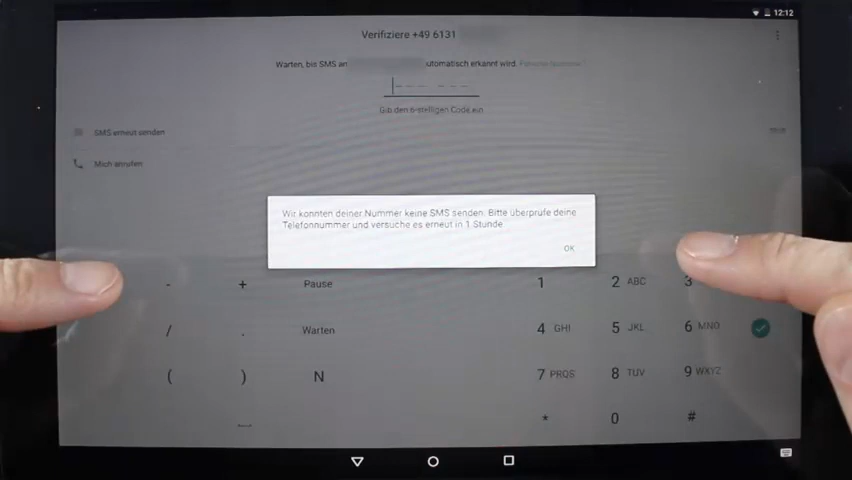 12:12
Verifiziere +49 6131
Warten, bis SMS an
automatisch erkannt wird.
Gib den 6-stelligen Code ein
SMS erneut senden
Mich anrufen
Wir konnten deiner Nummer keine SMS senden. Bitte überprüfe deine
Telefonnummer und versuche es erneut in 1 Stunde
OK
- + Pause 1 2 ABC 3
/ . Warten 4 GHI 5 JKL 6 MNO
( ) N 7 PRQS 8 TUV 9 WXYZ
* 0 #